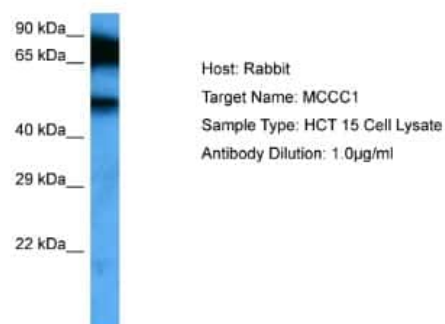 90 kDa__
65 kDa__
40 kDa__
29 kDa__
22 kDa__
Host: Rabbit
Target Name: MCCC1
Sample Type: HCT 15 Cell Lysate
Antibody Dilution: 1.0μg/ml